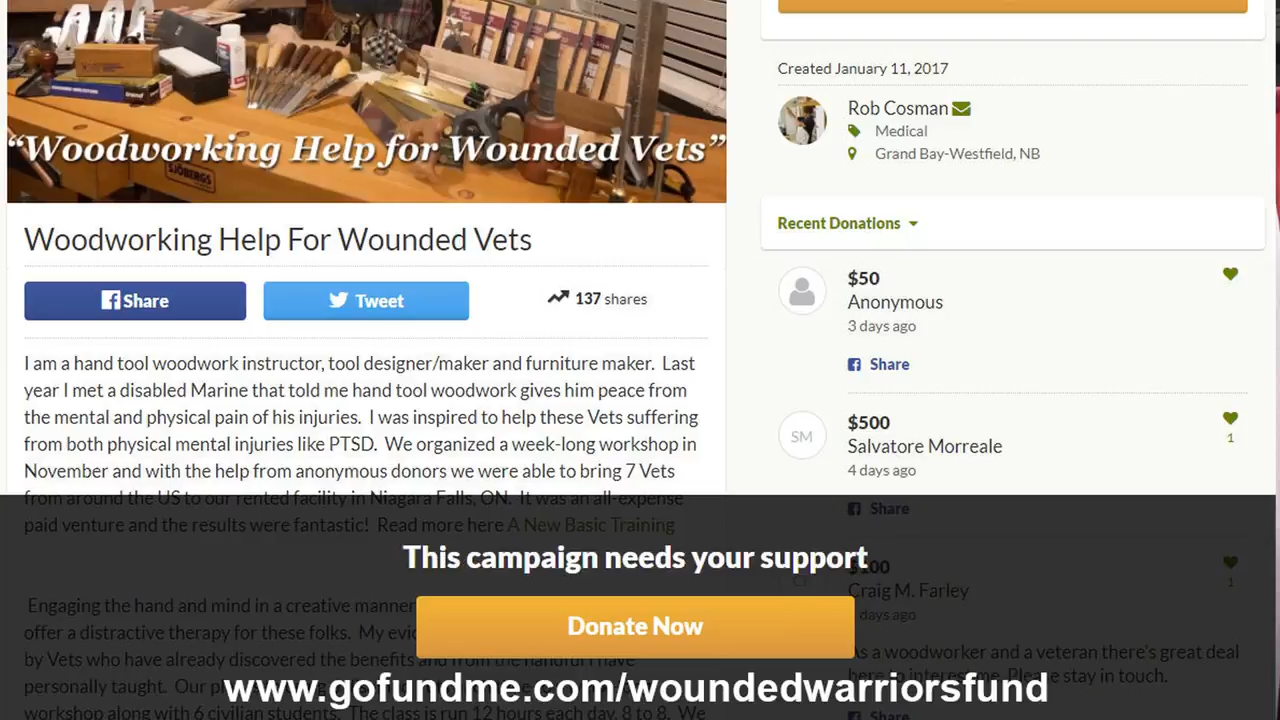 “Woodworking Help for Wounded Vets”
SJÖBERGS
Woodworking Help For Wounded Vets
Share
Tweet
137 shares
I am a hand tool woodwork instructor, tool designer/maker and furniture maker. Last
year I met a disabled Marine that told me hand tool woodwork gives him peace from
the mental and physical pain of his injuries. I was inspired to help these Vets suffering
from both physical mental injuries like PTSD. We organized a week-long workshop in
November and with the help from anonymous donors we were able to bring 7 Vets
from around the US to our rented facility in Niagara Falls, ON. It was an all-expense
paid venture and the results were fantastic! Read more here A New Basic Training
Engaging the hand and mind in a creative manner
offer a distractive therapy for these folks. My
by Vets who have already discovered the benefits and from the handful I have
personally taught. Our
workshop along with 6 civilian students. The class is run 12 hours each day, 8 to 8. We
Created January 11, 2017
Rob Cosman
Medical
Grand Bay-Westfield, NB
Recent Donations
$50
Anonymous
3 days ago
Share
$500
1
Salvatore Morreale
4 days ago
SM
Share
$100
1
Craig M. Farley
days ago
As a woodworker and a veteran there's great deal
here to interest me. Please stay in touch.
Share
This campaign needs your support
Donate Now
www.gofundme.com/woundedwarriorsfund